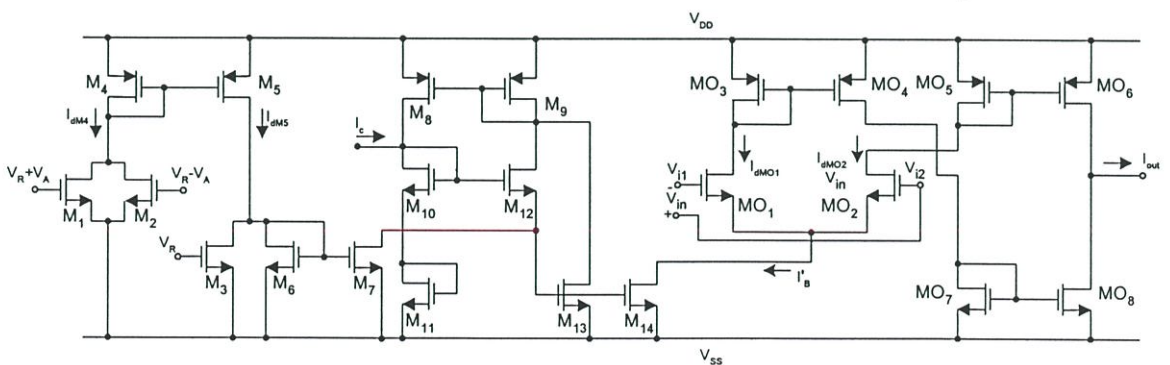 V_DD
M_4
M_5
M_8
M_9
MO_3
MO_4
MO_5
MO_6
I_dM4
I_dM5
I_c
I_dMO1
I_dMO2
I_out
V_R+V_A
V_R-V_A
M_1
M_2
M_10
M_12
V_i1
V_in
V_i2
-
V_in
+
MO_1
MO_2
V_R
M_3
M_6
M_7
I'_B
M_11
M_13
M_14
MO_7
MO_8
V_SS